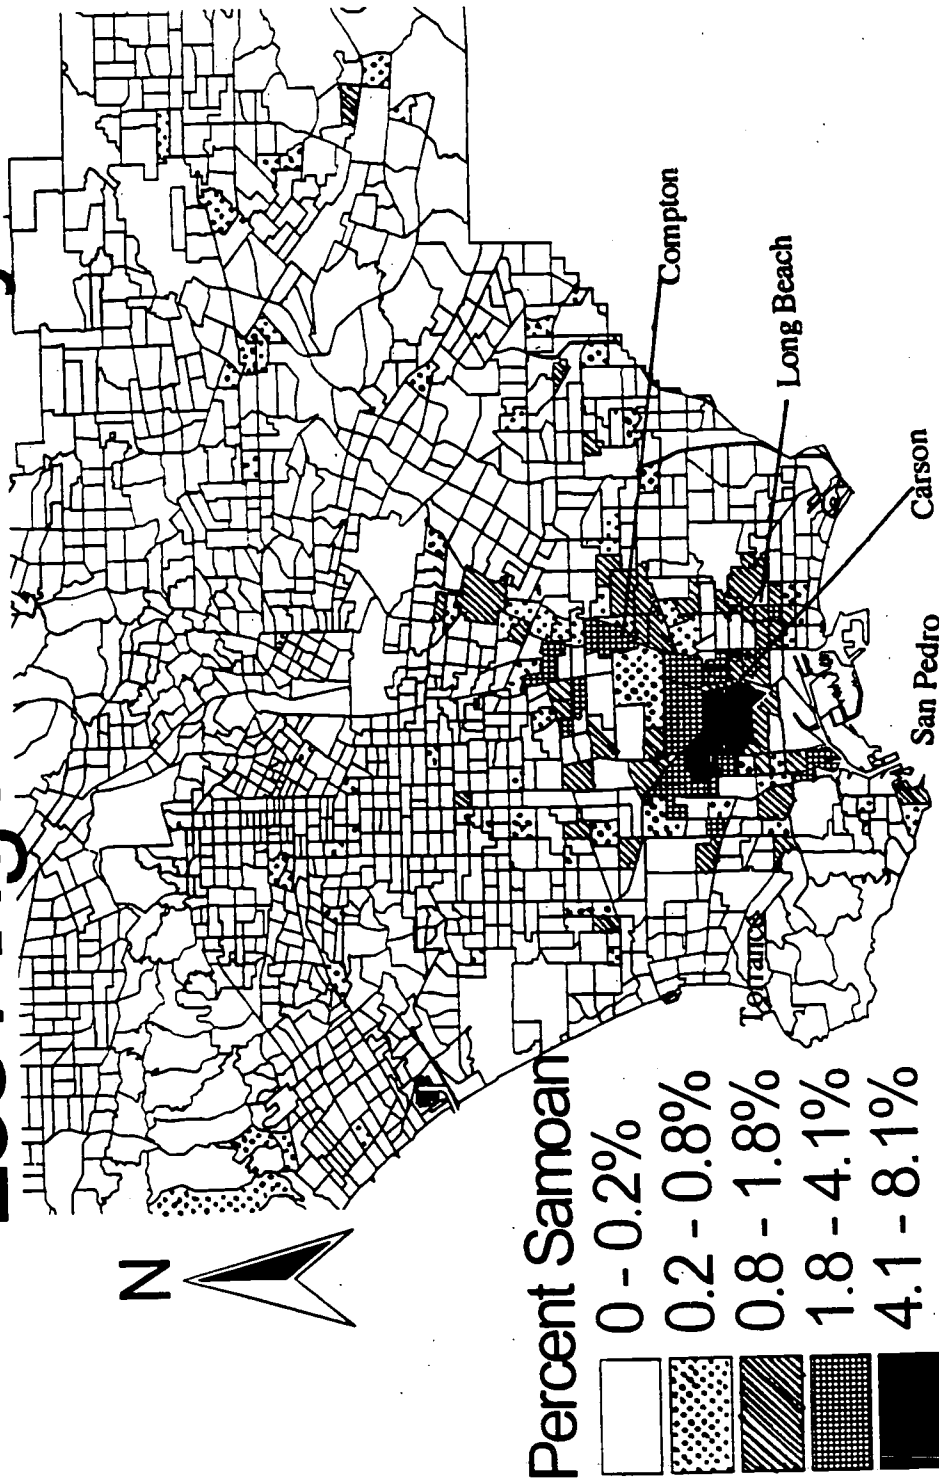 N
Percent Samoan
0 - 0.2%
0.2 - 0.8%
0.8 - 1.8%
1.8 - 4.1%
4.1 - 8.1%
Compton
Long Beach
Carson
San Pedro
Torrance